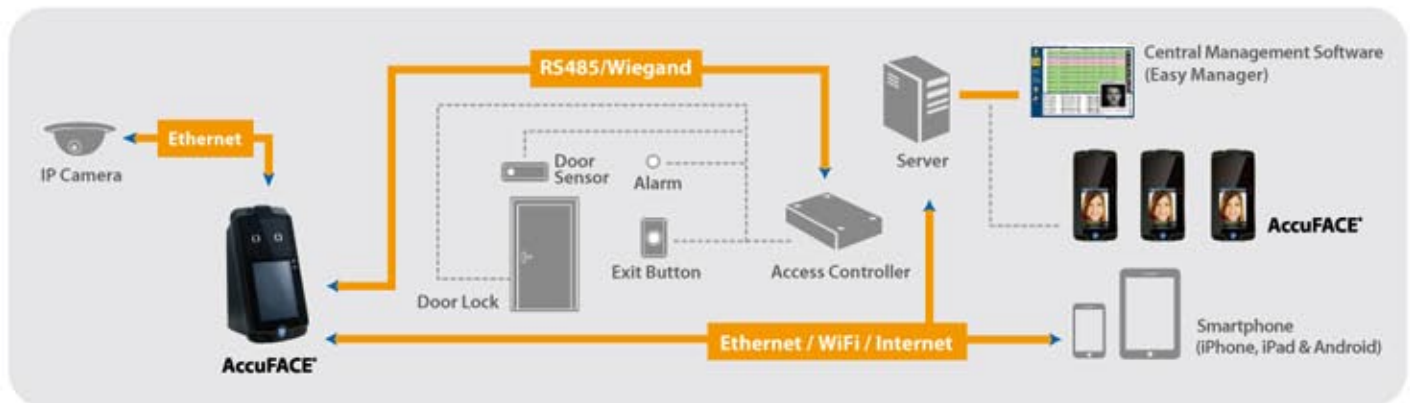 RS485/Wiegand
Central Management Software
(Easy Manager)
Ethernet
IP Camera
Door
Sensor
Alarm
Server
AccuFACE
Exit Button
Access Controller
Door Lock
Ethernet / WiFi / Internet
Smartphone
(iPhone, iPad & Android)
AccuFACE